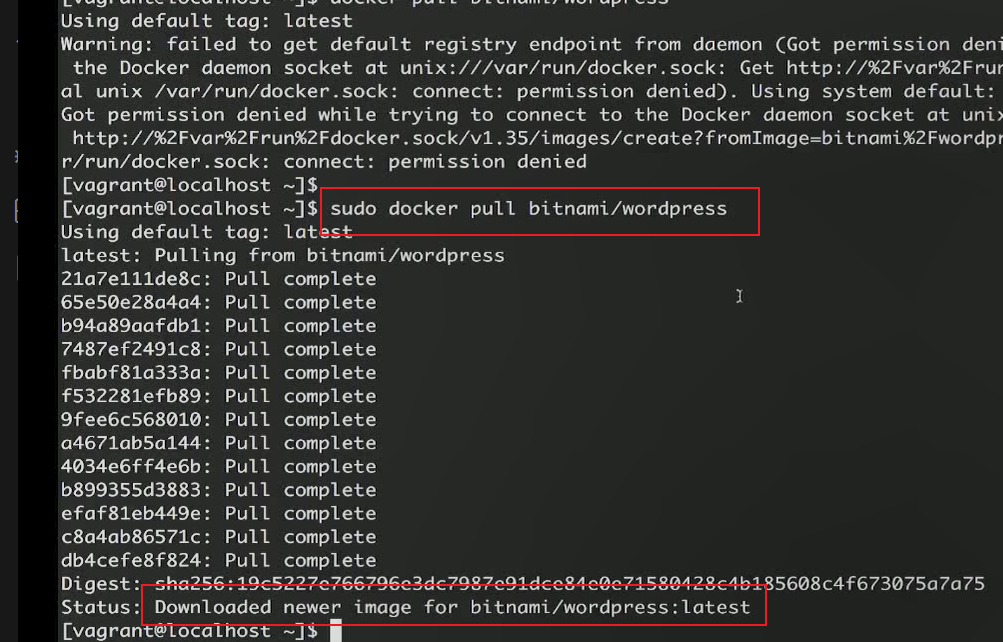 [vagrant@localhost ~]$ docker pull bitnami/wordpress
Using default tag: latest
Warning: failed to get default registry endpoint from daemon (Got permission deni
the Docker daemon socket at unix:///var/run/docker.sock: Get http://%2Fvar%2Frun
al unix /var/run/docker.sock: connect: permission denied). Using system default:
Got permission denied while trying to connect to the Docker daemon socket at unix
http://%2Fvar%2Frun%2Fdocker.sock/v1.35/images/create?fromImage=bitnami%2Fwordpr
r/run/docker.sock: connect: permission denied
[vagrant@localhost ~]$
[vagrant@localhost ~]$ sudo docker pull bitnami/wordpress
Using default tag: latest
latest: Pulling from bitnami/wordpress
21a7e111de8c: Pull complete
65e50e28a4a4: Pull complete
b94a89aafdb1: Pull complete
7487ef2491c8: Pull complete
fbabf81a333a: Pull complete
f532281efb89: Pull complete
9fee6c568010: Pull complete
a4671ab5a144: Pull complete
4034e6ff4e6b: Pull complete
b899355d3883: Pull complete
efaf81eb449e: Pull complete
c8a4ab86571c: Pull complete
db4cefe8f824: Pull complete
Digest: sha256:19c5227e766796e3dc7987e91dce84e0e71580428c4b185608c4f673075a7a75
Status: Downloaded newer image for bitnami/wordpress:latest
[vagrant@localhost ~]$